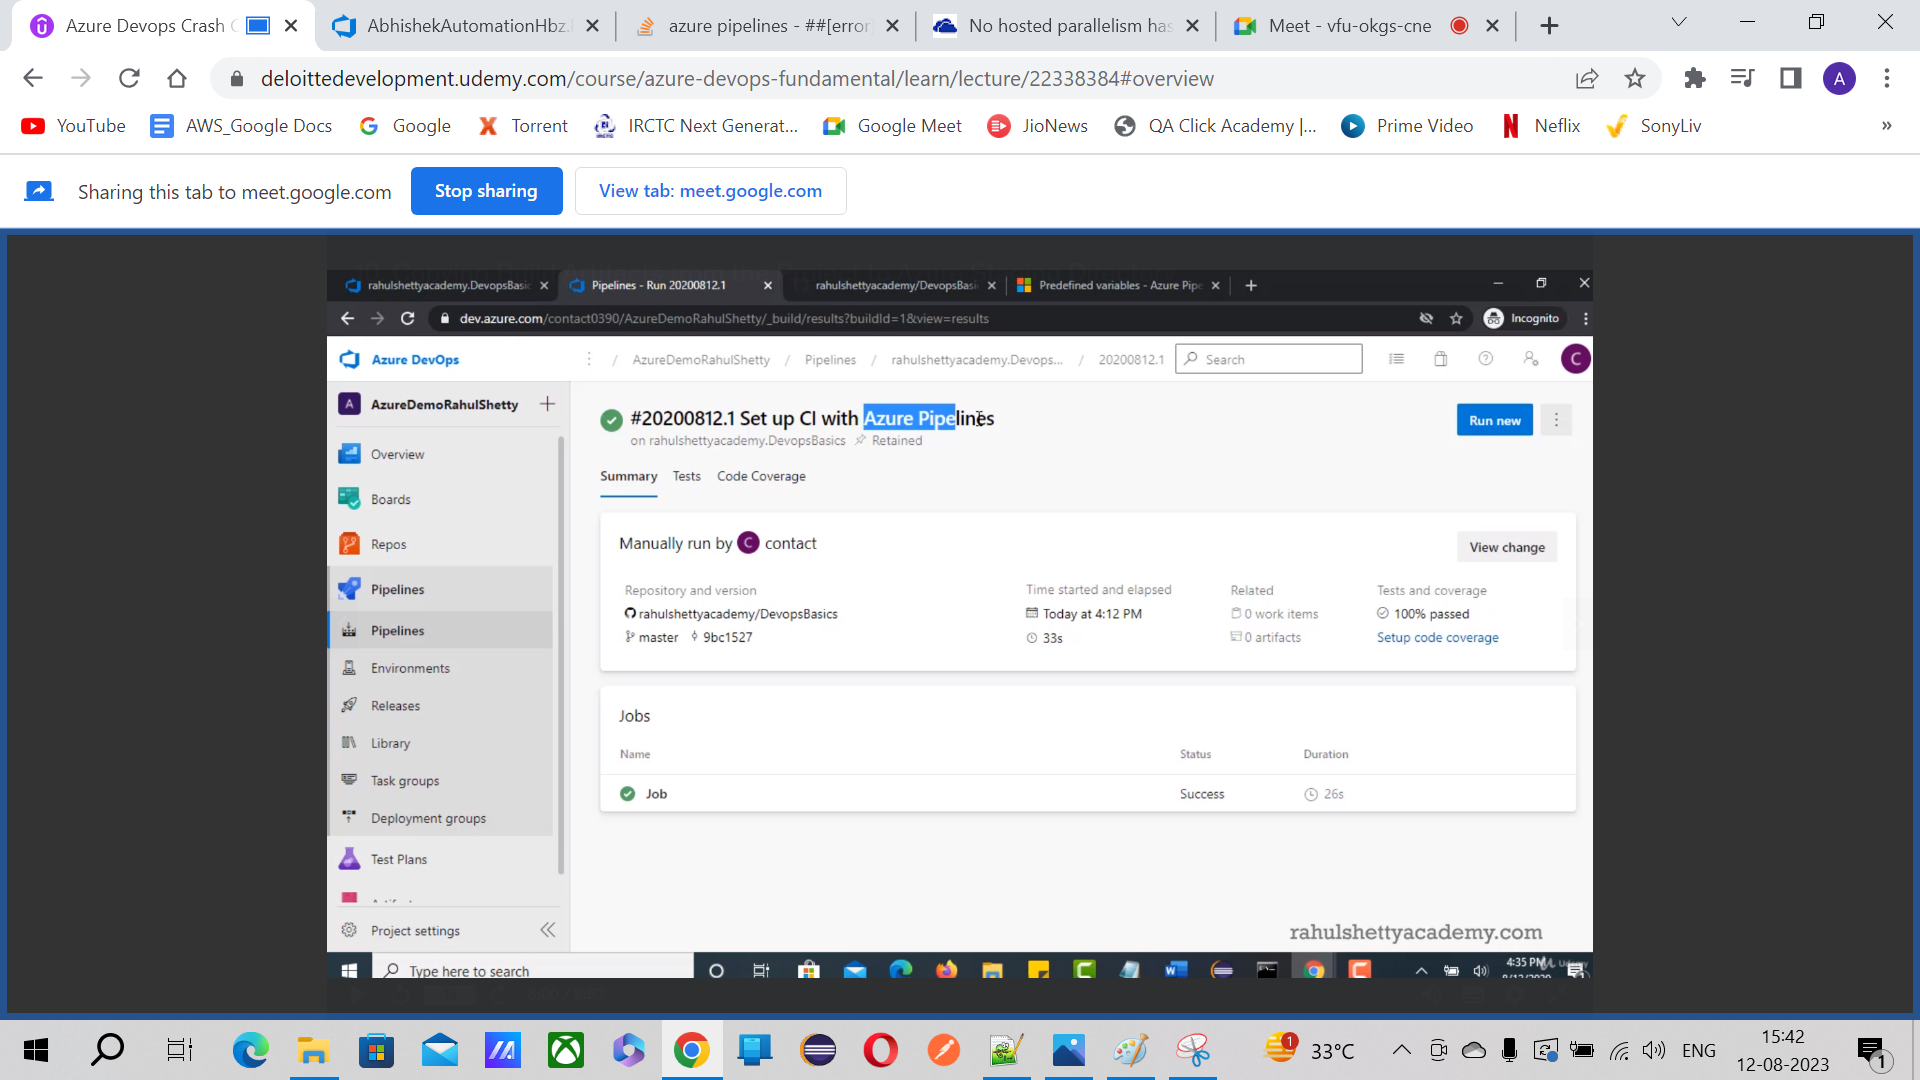 Azure Devops Crash C
AbhishekAutomationHbz.
azure pipelines - ##[error
No hosted parallelism has
Meet - vfu-okgs-cne
deloittedevelopment.udemy.com/course/azure-devops-fundamental/learn/lecture/22338384#overview
A
YouTube
AWS_Google Docs
Google
Torrent
IRCTC Next Generat...
Google Meet
JioNews
QA Click Academy |...
Prime Video
Neflix
SonyLiv
»
Sharing this tab to meet.google.com
Stop sharing
View tab: meet.google.com
rahulshettyacademy.DevopsBasic
Pipelines - Run 20200812.1
rahulshettyacademy/DevopsBasi
Predefined variables - Azure Pipe
dev.azure.com/contact0390/AzureDemoRahulShetty/_build/results?buildId=1&view=results
Incognito
Azure DevOps
/ AzureDemoRahulShetty / Pipelines / rahulshettyacademy.Devops... / 20200812.1
Search
C
A AzureDemoRahulShetty
Overview
Boards
Repos
Pipelines
Pipelines
Environments
Releases
Library
Task groups
Deployment groups
Test Plans
Project settings
#20200812.1 Set up CI with Azure Pipelines
on rahulshettyacademy.DevopsBasics Retained
Run new
Summary Tests Code Coverage
Manually run by C contact
View change
Repository and version
rahulshettyacademy/DevopsBasics
master 9bc1527
Time started and elapsed
Today at 4:12 PM
33s
Related
0 work items
0 artifacts
Tests and coverage
100% passed
Setup code coverage
Jobs
Name Status Duration
Job Success 26s
rahulshettyacademy.com
Type here to search
4:35 PM
1
33°C
ENG
15:42
12-08-2023
1